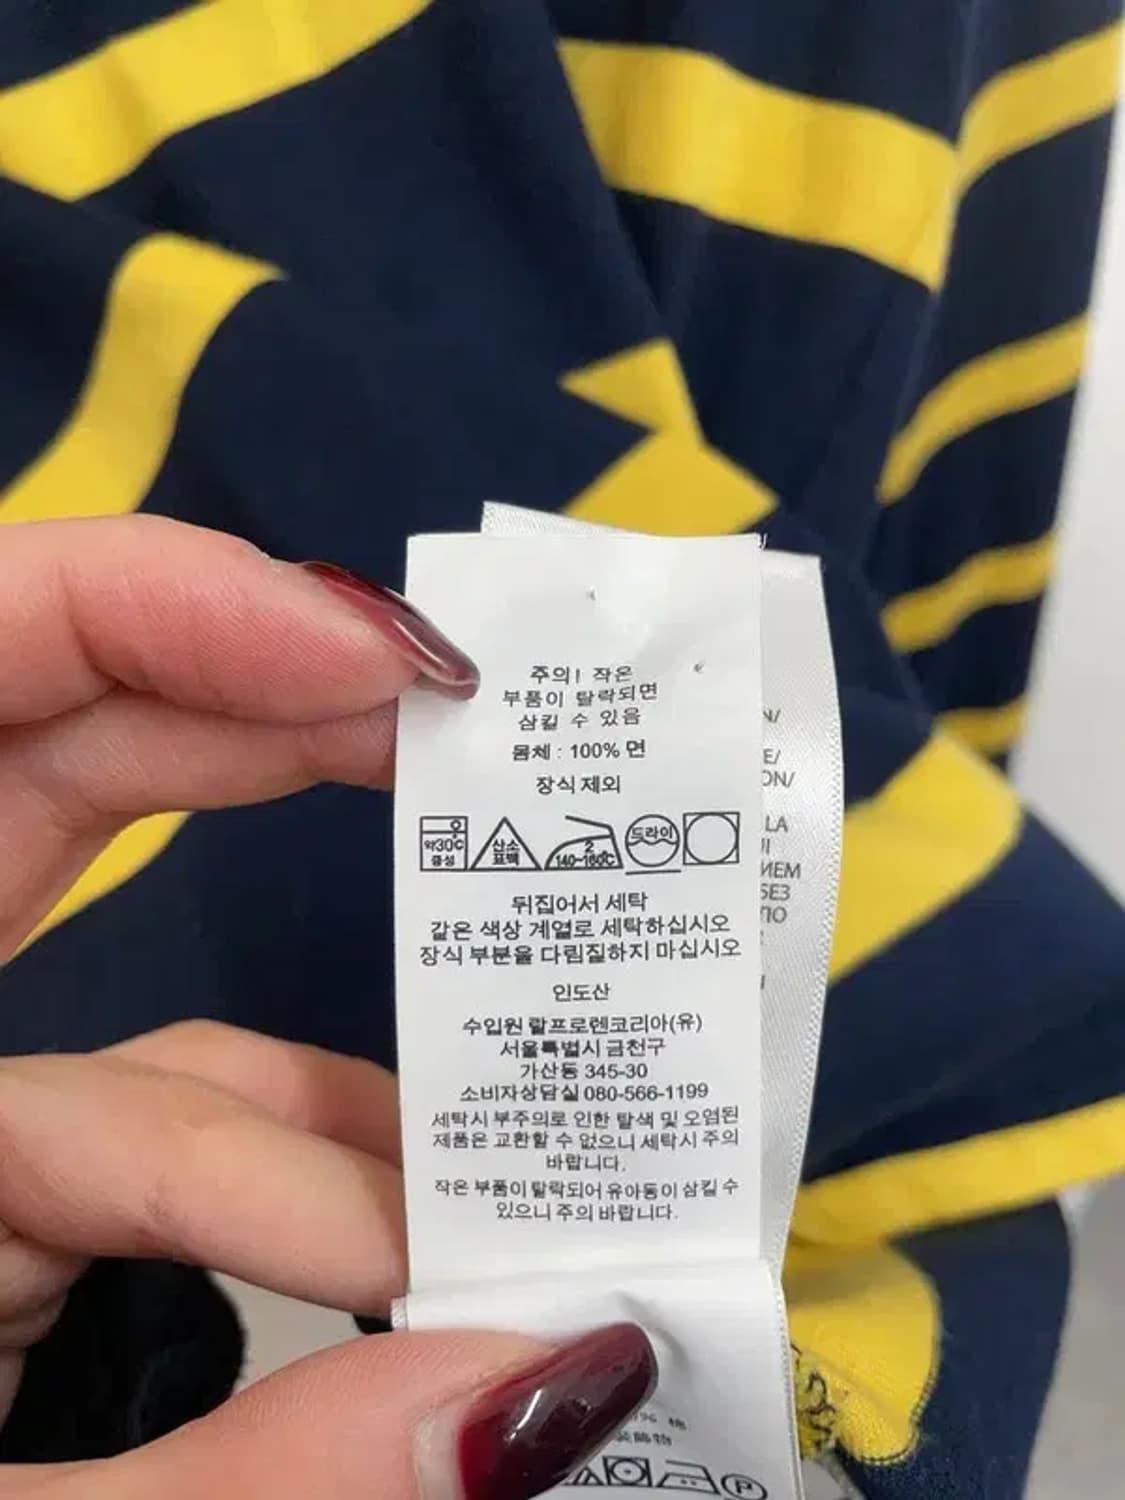 주의! 작은
부품이 탈락되면
삼킬 수 있음
몸체 : 100% 면
장식 제외
약30℃
중성
산소
표백
2
140~160℃
드라이
뒤집어서 세탁
같은 색상 계열로 세탁하십시오
장식 부분을 다림질하지 마십시오
인도산
수입원 랄프로렌코리아(유)
서울특별시 금천구
가산동 345-30
소비자상담실 080-566-1199
세탁시 부주의로 인한 탈색 및 오염된
제품은 교환할 수 없으니 세탁시 주의
바랍니다.
작은 부품이 탈락되어 유아동이 삼킬 수
있으니 주의 바랍니다.
N/
E/
ON/
LA
ИЕМ
БЕЗ
% 棉
飾物
P